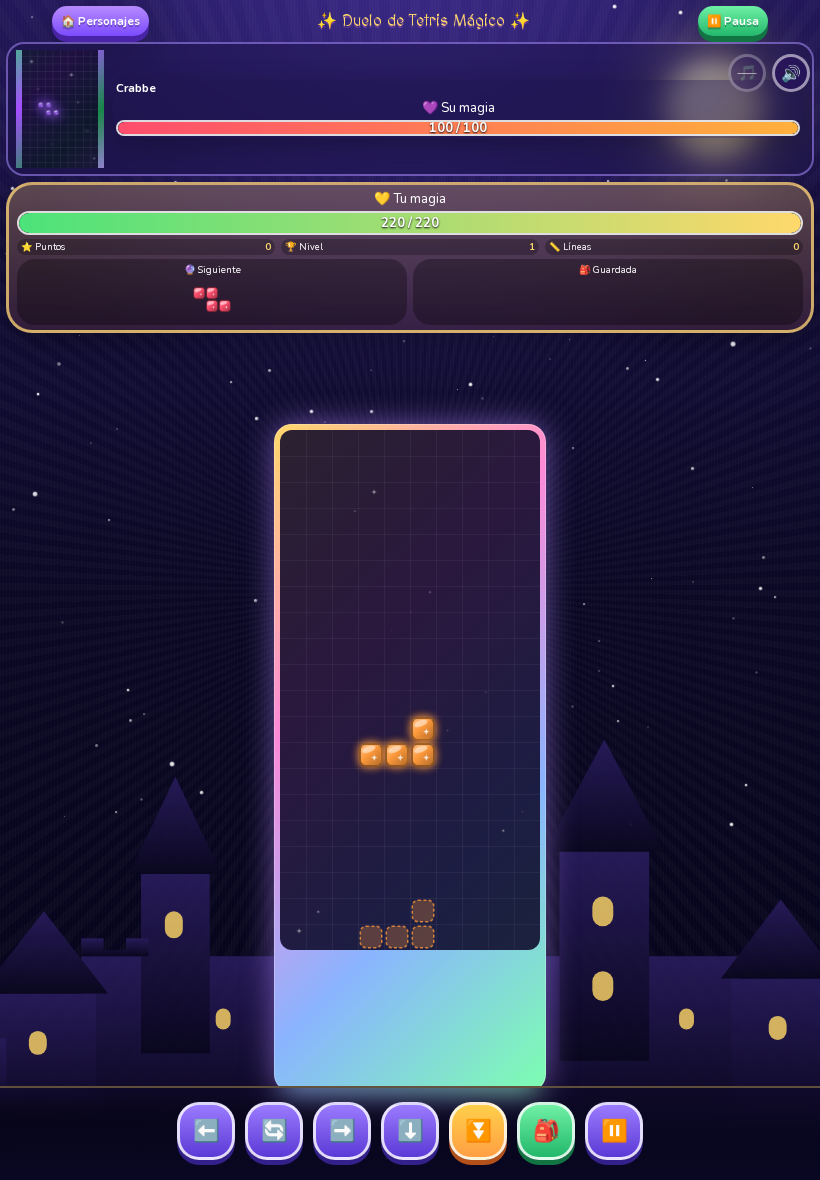 🏠 Personajes
✨ Duelo de Tetris Mágico ✨
⏸️ Pausa
Crabbe
💜 Su magia
100 / 100
💛 Tu magia
220 / 220
⭐ Puntos 0
🏆 Nivel 1
📏 Líneas 0
🔮 Siguiente
🎒 Guardada